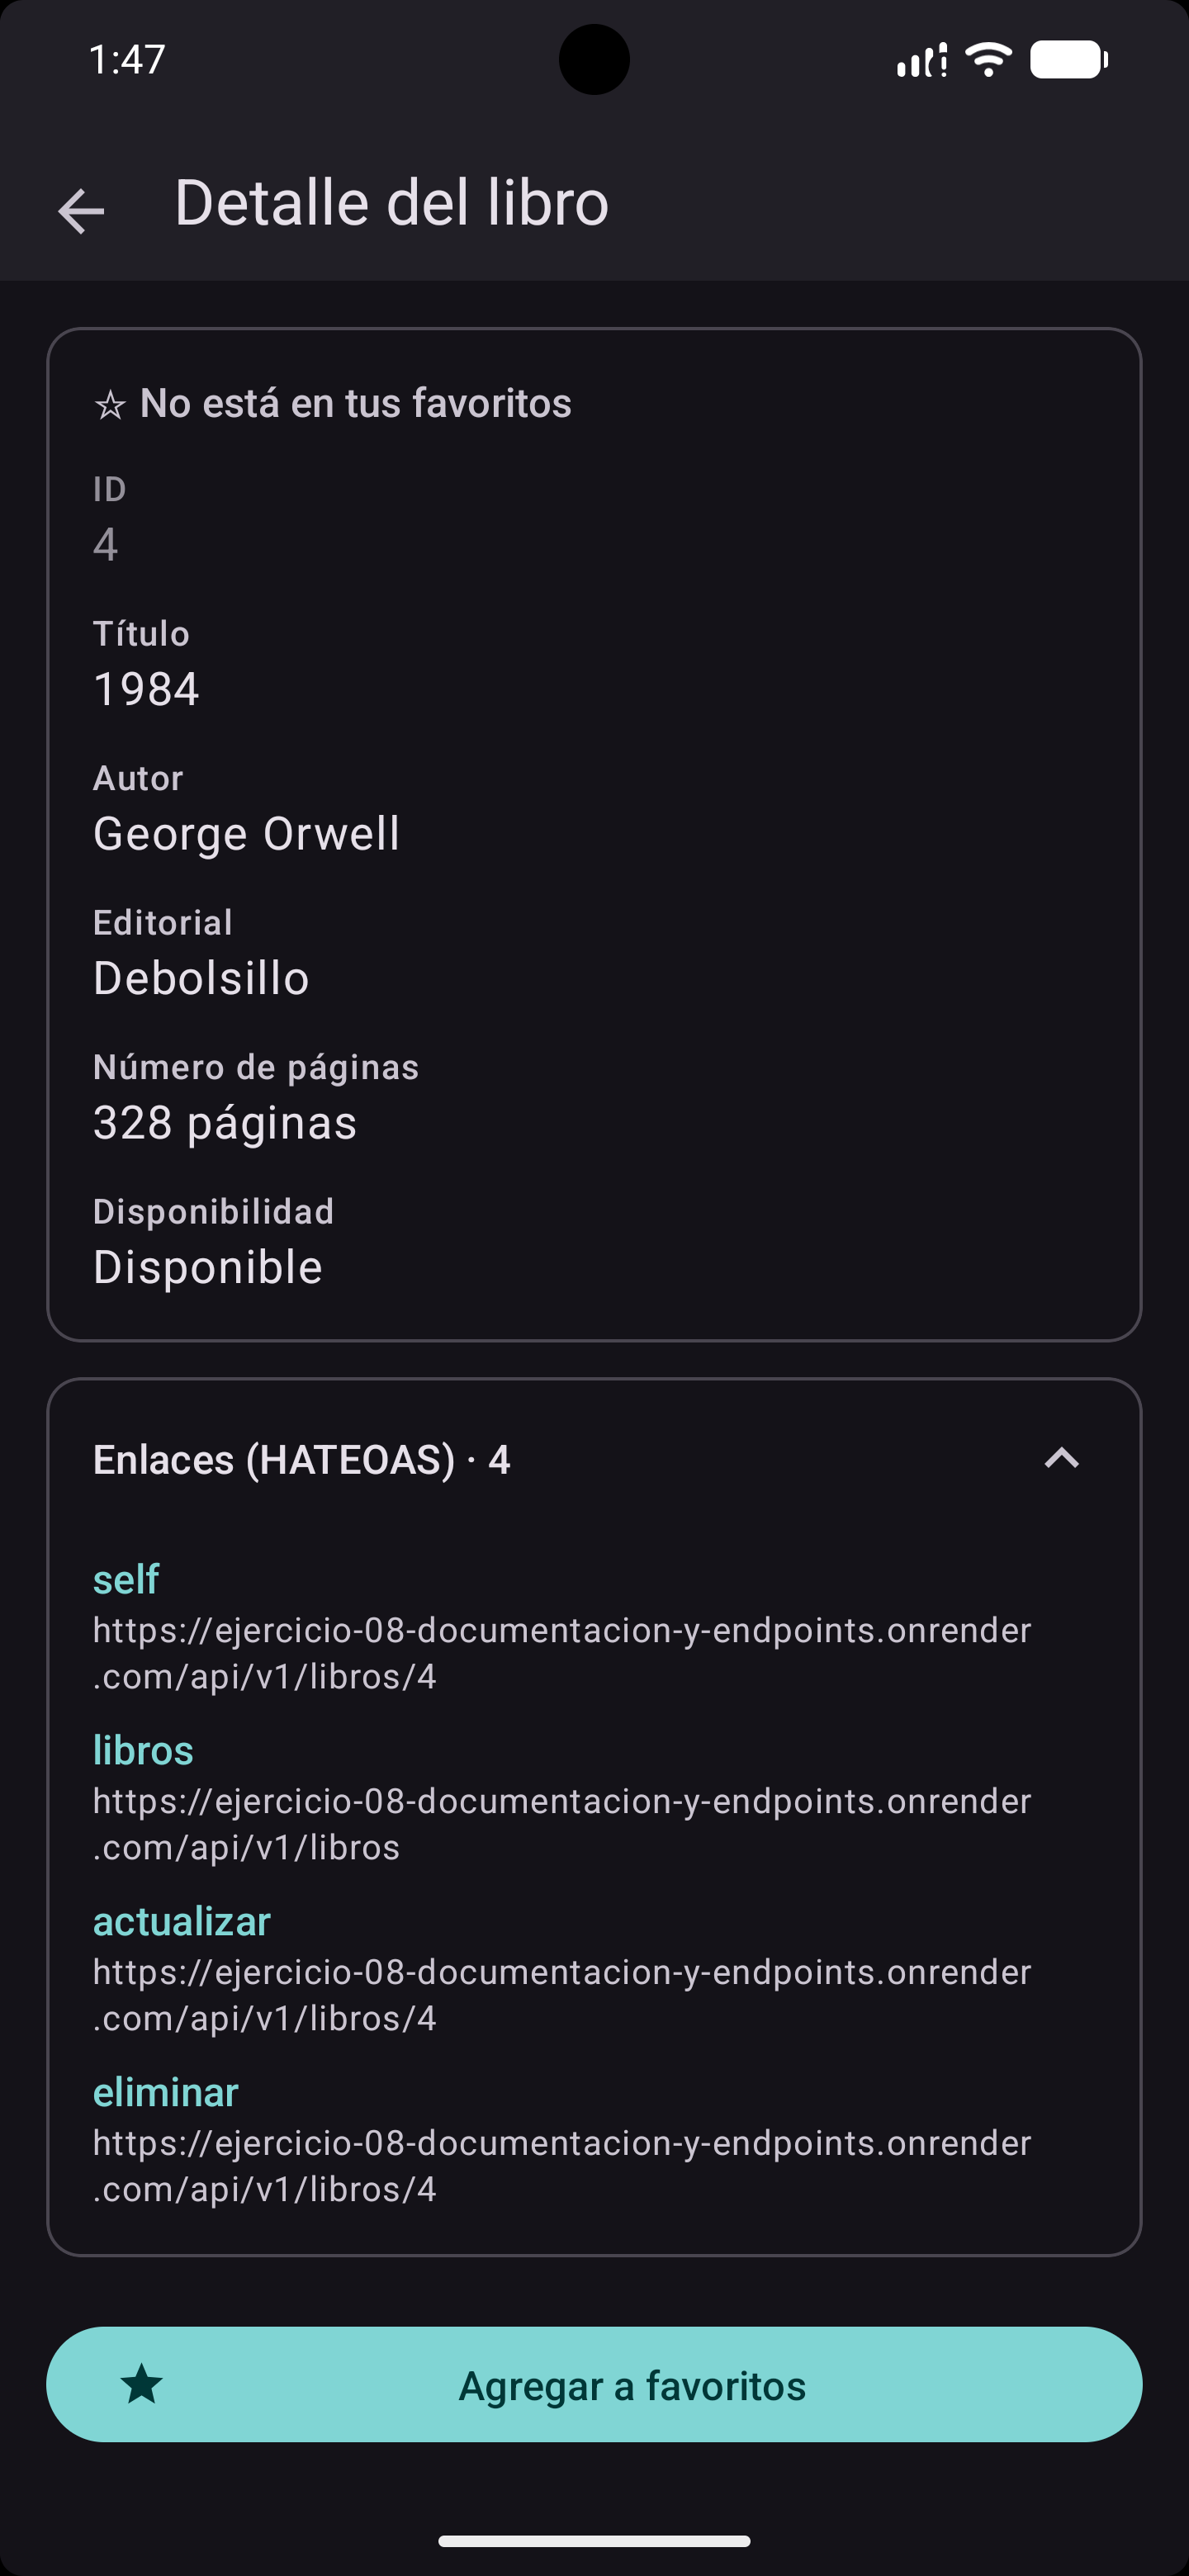 1:47
Detalle del libro
☆ No está en tus favoritos
ID
4
Título
1984
Autor
George Orwell
Editorial
Debolsillo
Número de páginas
328 páginas
Disponibilidad
Disponible
Enlaces (HATEOAS) · 4
self
https://ejercicio-08-documentacion-y-endpoints.onrender
.com/api/v1/libros/4
libros
https://ejercicio-08-documentacion-y-endpoints.onrender
.com/api/v1/libros
actualizar
https://ejercicio-08-documentacion-y-endpoints.onrender
.com/api/v1/libros/4
eliminar
https://ejercicio-08-documentacion-y-endpoints.onrender
.com/api/v1/libros/4
Agregar a favoritos